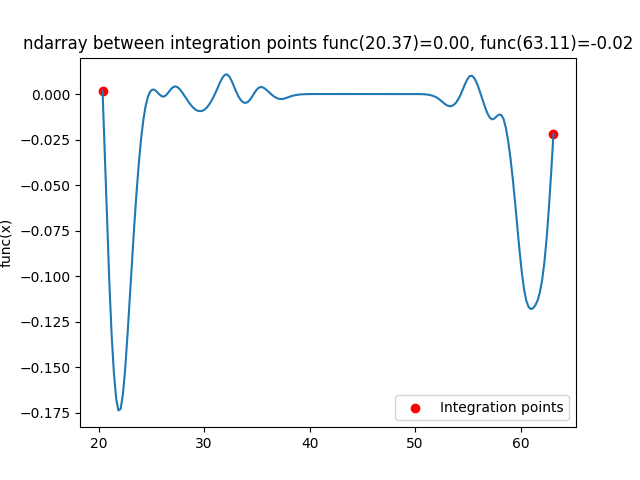 ndarray between integration points func(20.37)=0.00, func(63.11)=-0.02
func(x)
0.000
−0.025
−0.050
−0.075
−0.100
−0.125
−0.150
−0.175
20 30 40 50 60
Integration points